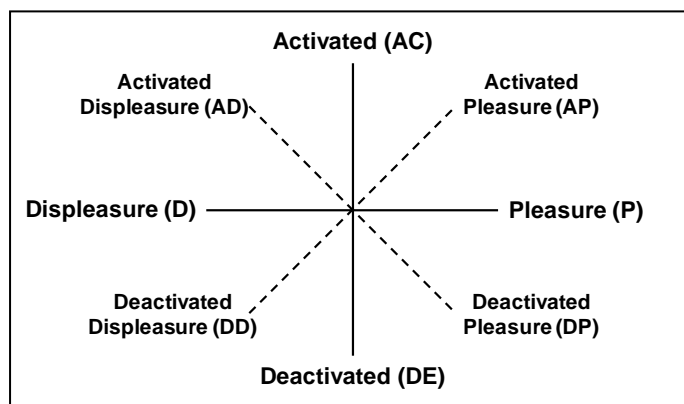 Activated (AC)
Activated
Displeasure (AD)
Activated
Pleasure (AP)
Displeasure (D)
Pleasure (P)
Deactivated
Displeasure (DD)
Deactivated
Pleasure (DP)
Deactivated (DE)